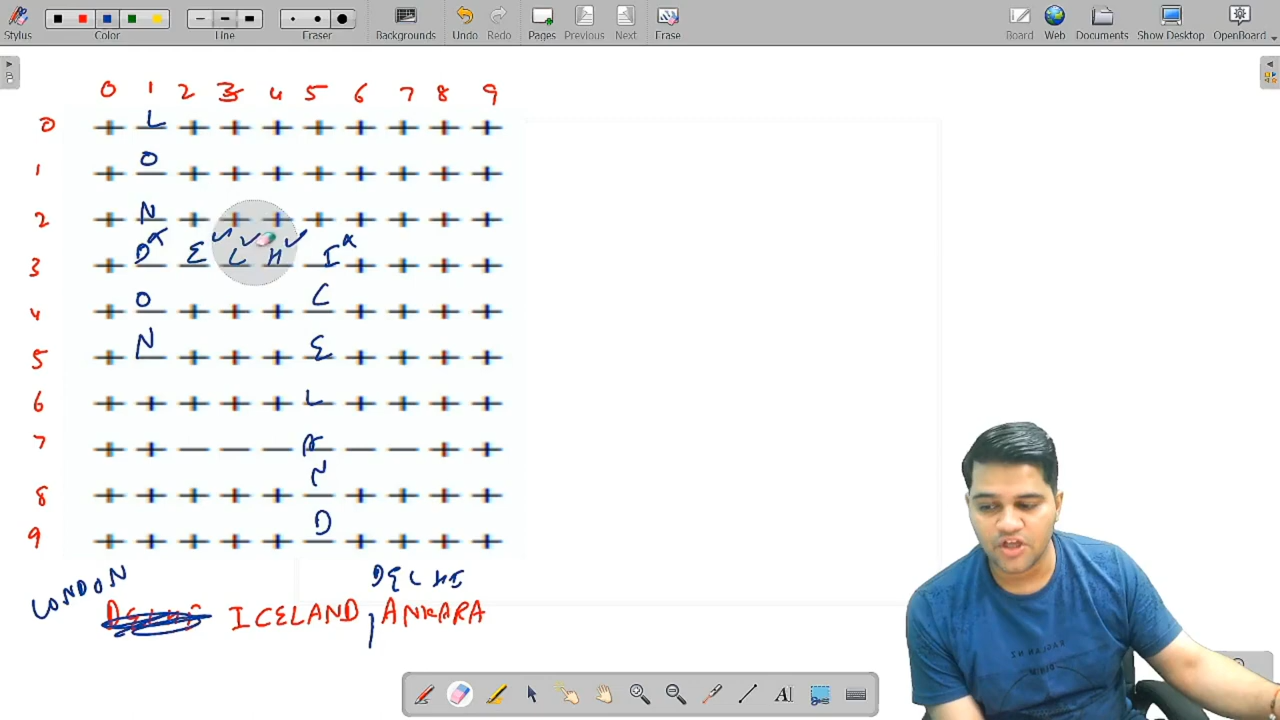 Stylus Color Line Eraser Backgrounds Undo Redo Pages Previous Next Erase Board Web Documents Show Desktop OpenBoard
0 1 2 3 4 5 6 7 8 9
0 + L + + + + + + + +
1 + O + + + + + + + +
2 + N + + + + + + + +
3 + D E L H I + + + +
4 + O + + + C + + + +
5 + N + + + E + + + +
6 + + + + + L + + + +
7 + + A + +
8 + + + + + N + + + +
9 + + + + + D + + + +
LONDON DELHI
DELHI ICELAND, ANKARA